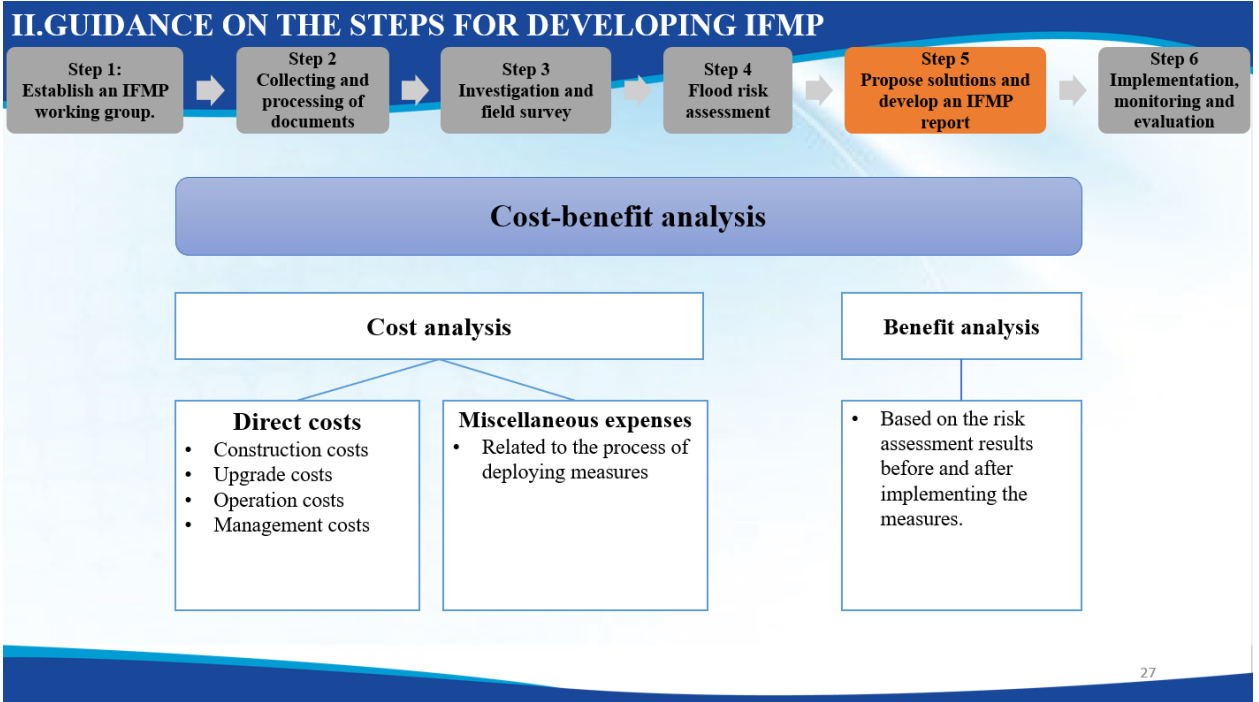 II.GUIDANCE ON THE STEPS FOR DEVELOPING IFMP
Step 1:
Establish an IFMP
working group.
Step 2
Collecting and
processing of
documents
Step 3
Investigation and
field survey
Step 4
Flood risk
assessment
Step 5
Propose solutions and
develop an IFMP
report
Step 6
Implementation,
monitoring and
evaluation
Cost-benefit analysis
Cost analysis
Direct costs
• Construction costs
• Upgrade costs
• Operation costs
• Management costs
Miscellaneous expenses
• Related to the process of
deploying measures
Benefit analysis
• Based on the risk
assessment results
before and after
implementing the
measures.
27